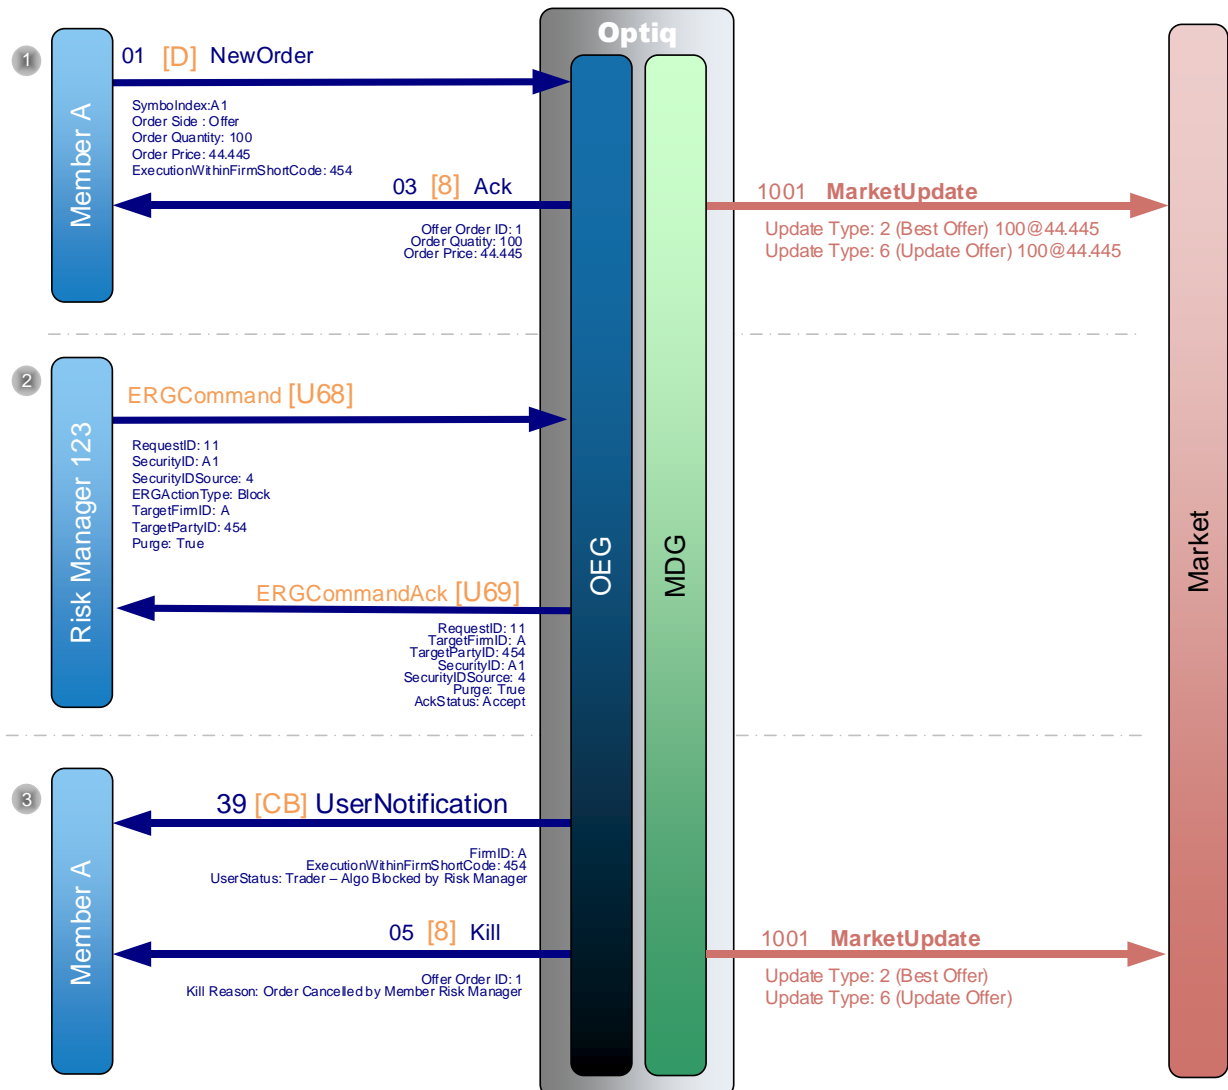 Optiq
1
01 [D] NewOrder
SymbolIndex:A1
Order Side : Offer
Order Quantity: 100
Order Price: 44.445
ExecutionWithinFirmShortCode: 454
Member A
03 [8] Ack
Offer Order ID: 1
Order Quatity: 100
Order Price: 44.445
1001 MarketUpdate
Update Type: 2 (Best Offer) 100@44.445
Update Type: 6 (Update Offer) 100@44.445
2
ERGCommand [U68]
RequestID: 11
SecurityID: A1
SecurityIDSource: 4
ERGActionType: Block
TargetFirmID: A
TargetPartyID: 454
Purge: True
Risk Manager 123
OEG
MDG
Market
ERGCommandAck [U69]
RequestID: 11
TargetFirmID: A
TargetPartyID: 454
SecurityID: A1
SecurityIDSource: 4
Purge: True
AckStatus: Accept
3
39 [CB] UserNotification
FirmID: A
ExecutionWithinFirmShortCode: 454
UserStatus: Trader – Algo Blocked by Risk Manager
Member A
05 [8] Kill
Offer Order ID: 1
Kill Reason: Order Cancelled by Member Risk Manager
1001 MarketUpdate
Update Type: 2 (Best Offer)
Update Type: 6 (Update Offer)